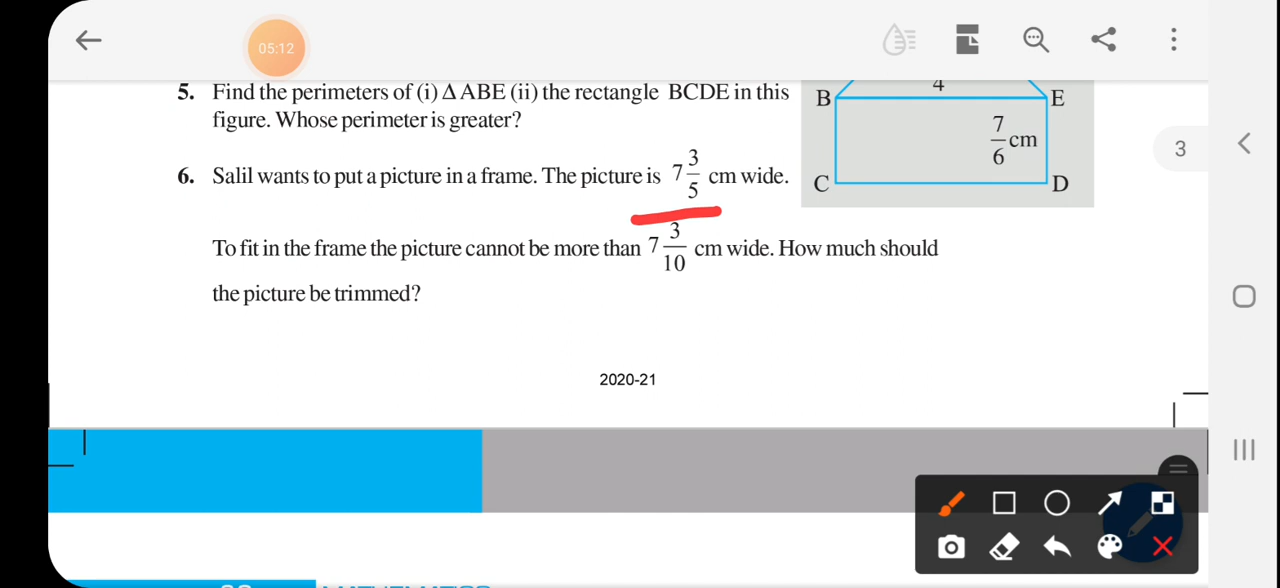 05:12
5. Find the perimeters of (i) Δ ABE (ii) the rectangle BCDE in this
figure. Whose perimeter is greater?
B 4 E
7/6 cm
C D
3
6. Salil wants to put a picture in a frame. The picture is 7 3/5 cm wide.
To fit in the frame the picture cannot be more than 7 3/10 cm wide. How much should
the picture be trimmed?
2020-21